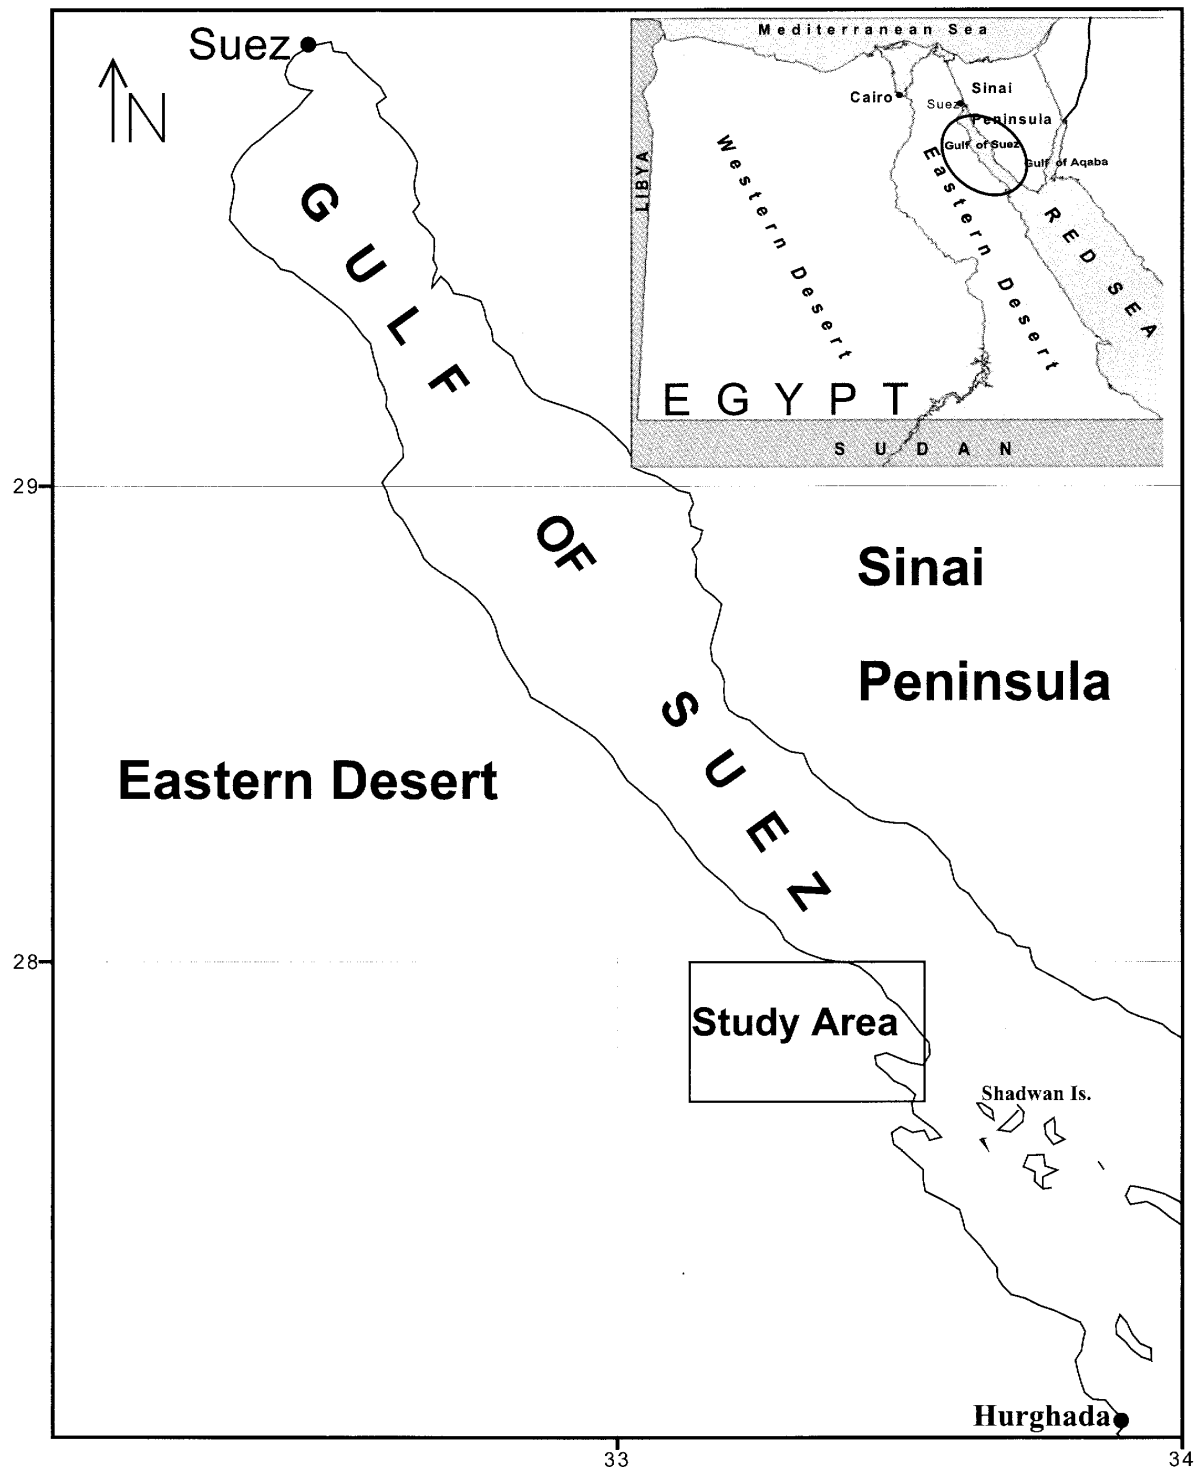 Suez
N
Mediterranean Sea
Cairo
Suez
Sinai
Peninsula
Gulf of Suez
Gulf of Aqaba
LIBYA
Western Desert
Eastern Desert
RED SEA
EGYPT
SUDAN
GULF OF SUEZ
29
Sinai
Peninsula
Eastern Desert
28
Study Area
Shadwan Is.
Hurghada
33
34